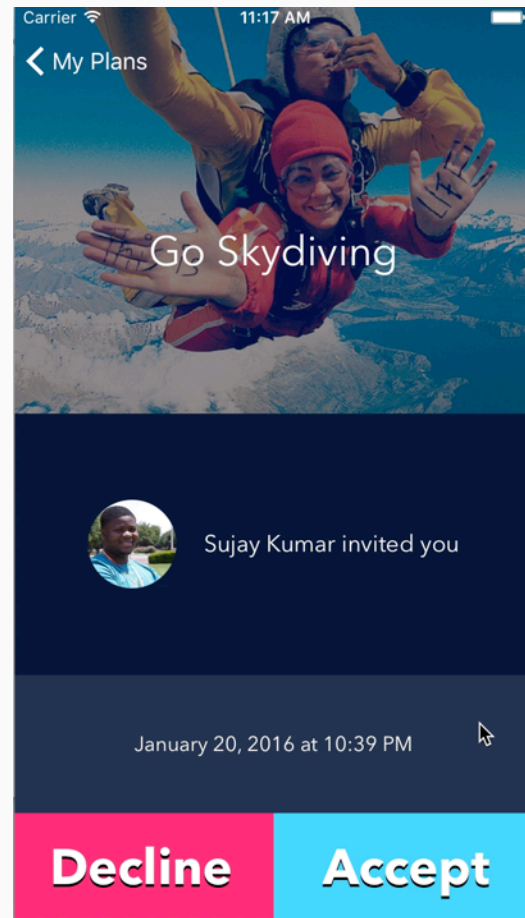 Carrier
11:17 AM
My Plans
Go Skydiving
Sujay Kumar invited you
January 20, 2016 at 10:39 PM
Decline
Accept